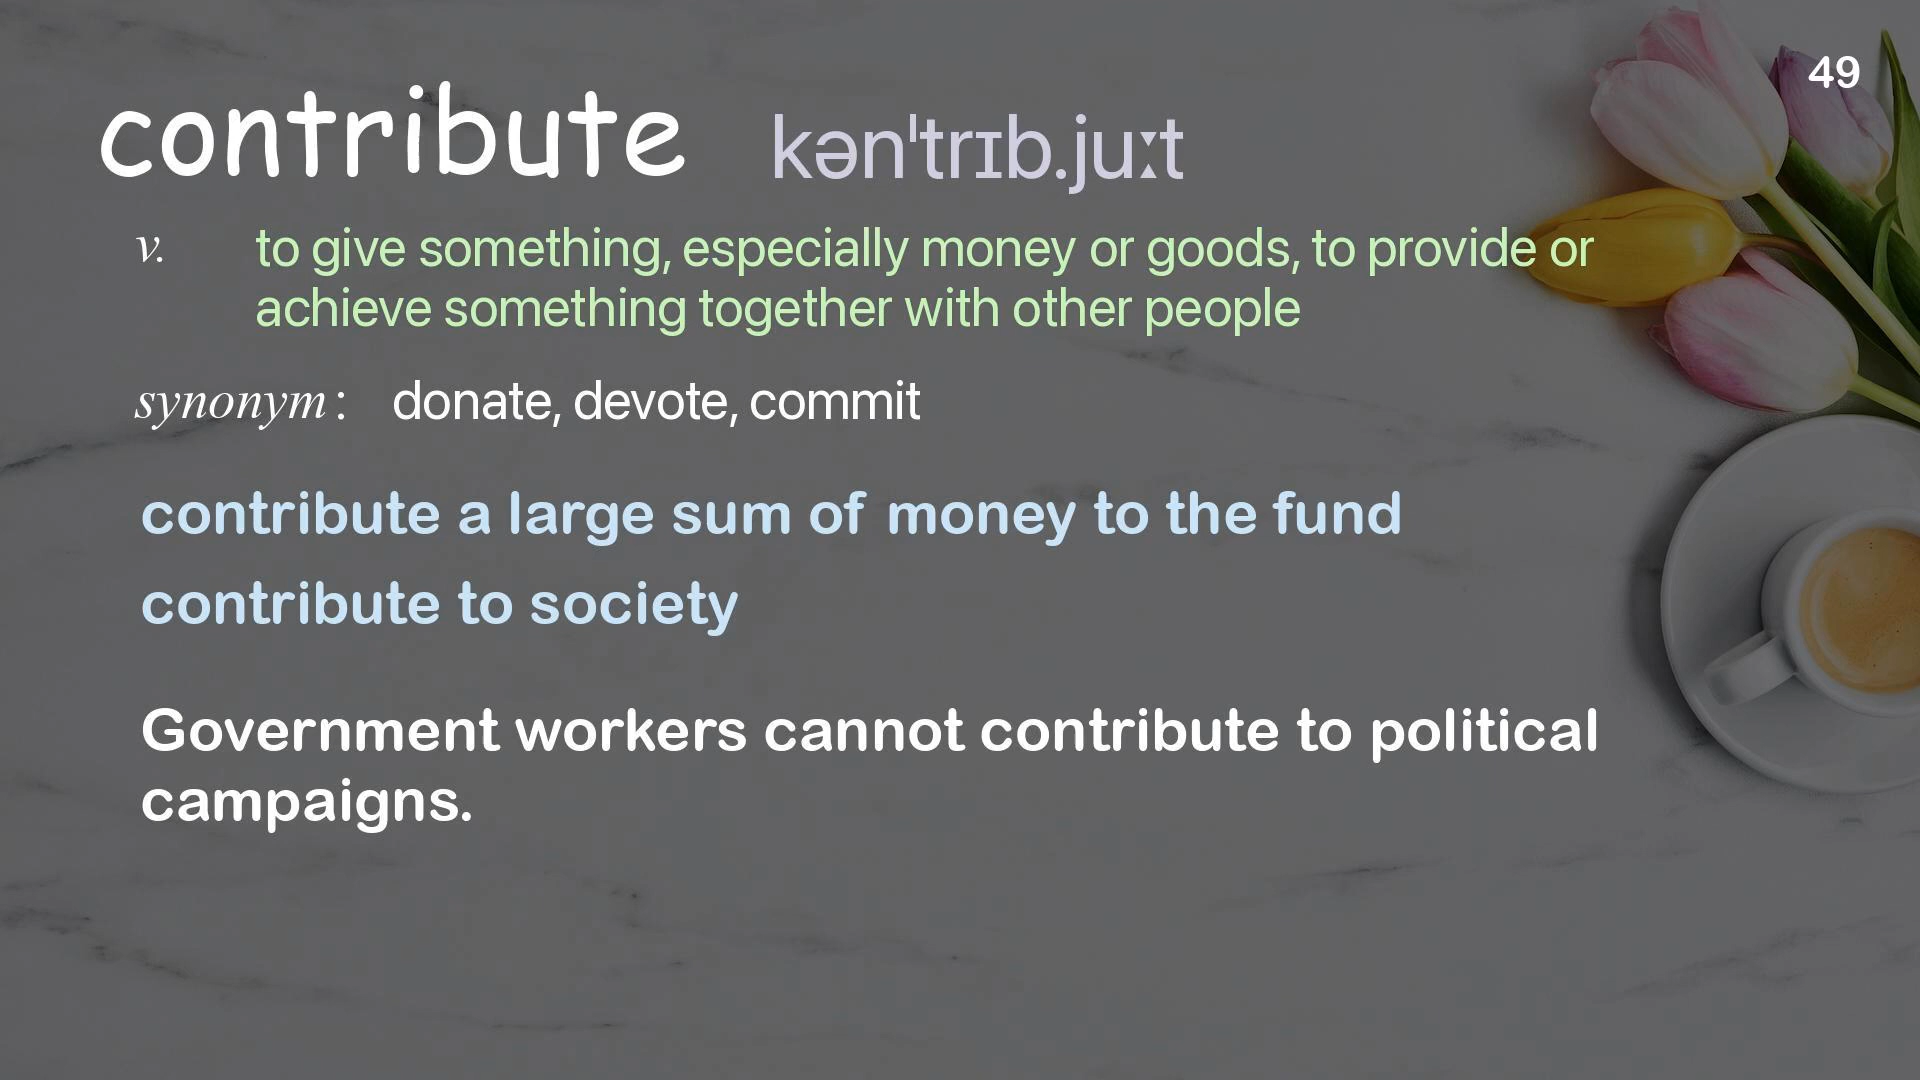 49
contribute kən'trɪb.juːt
v. to give something, especially money or goods, to provide or
achieve something together with other people
synonym : donate, devote, commit
contribute a large sum of money to the fund
contribute to society
Government workers cannot contribute to political
campaigns.